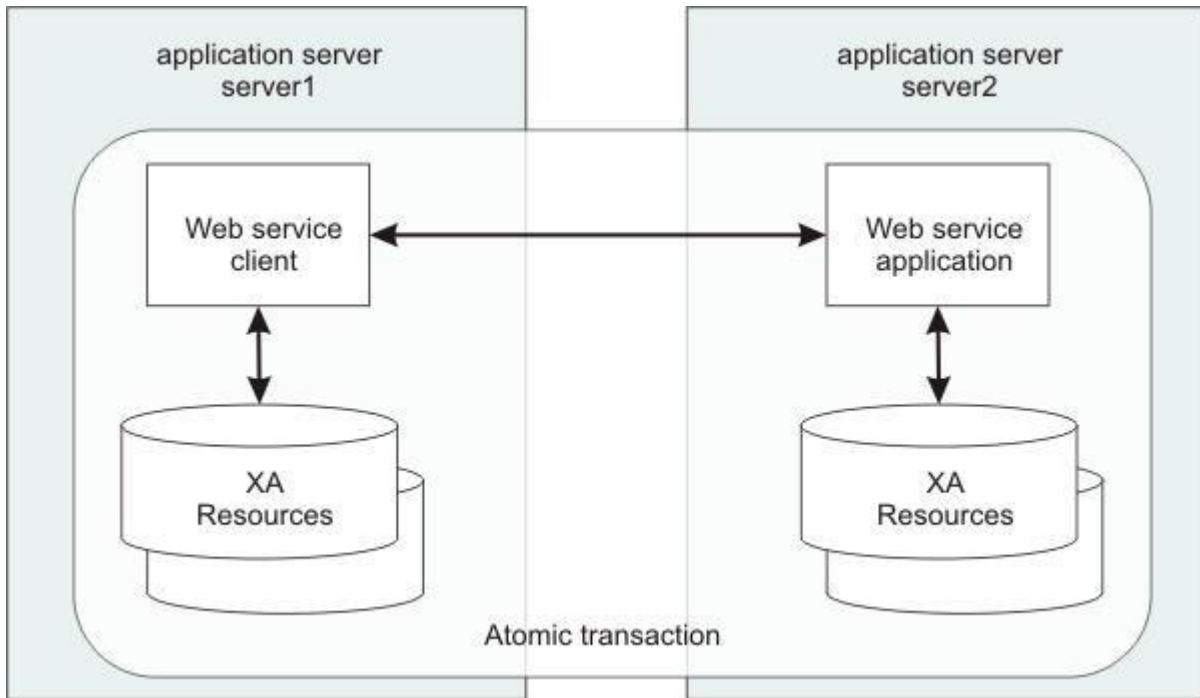 application server
server1
application server
server2
Web service
client
Web service
application
XA
Resources
XA
Resources
Atomic transaction